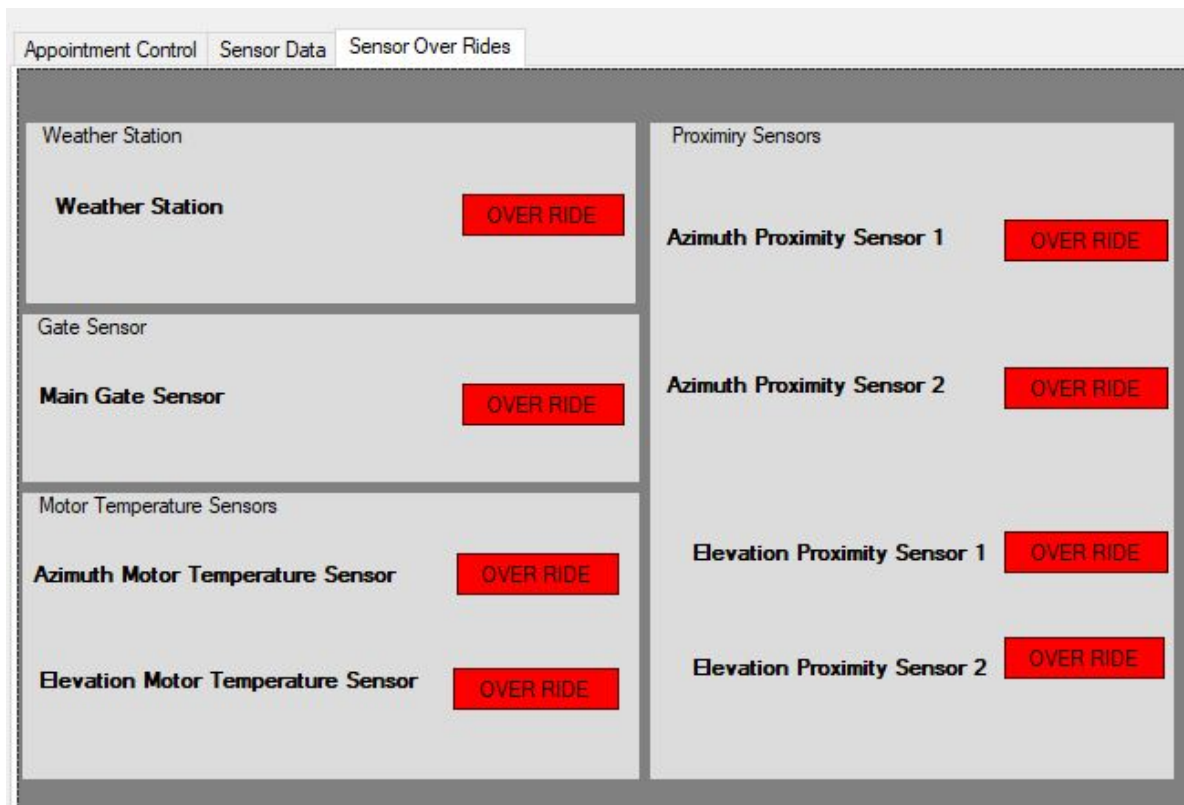 Appointment Control
Sensor Data
Sensor Over Rides
Weather Station
Weather Station
OVER RIDE
Gate Sensor
Main Gate Sensor
OVER RIDE
Motor Temperature Sensors
Azimuth Motor Temperature Sensor
OVER RIDE
Elevation Motor Temperature Sensor
OVER RIDE
Proximiry Sensors
Azimuth Proximity Sensor 1
OVER RIDE
Azimuth Proximity Sensor 2
OVER RIDE
Elevation Proximity Sensor 1
OVER RIDE
Elevation Proximity Sensor 2
OVER RIDE